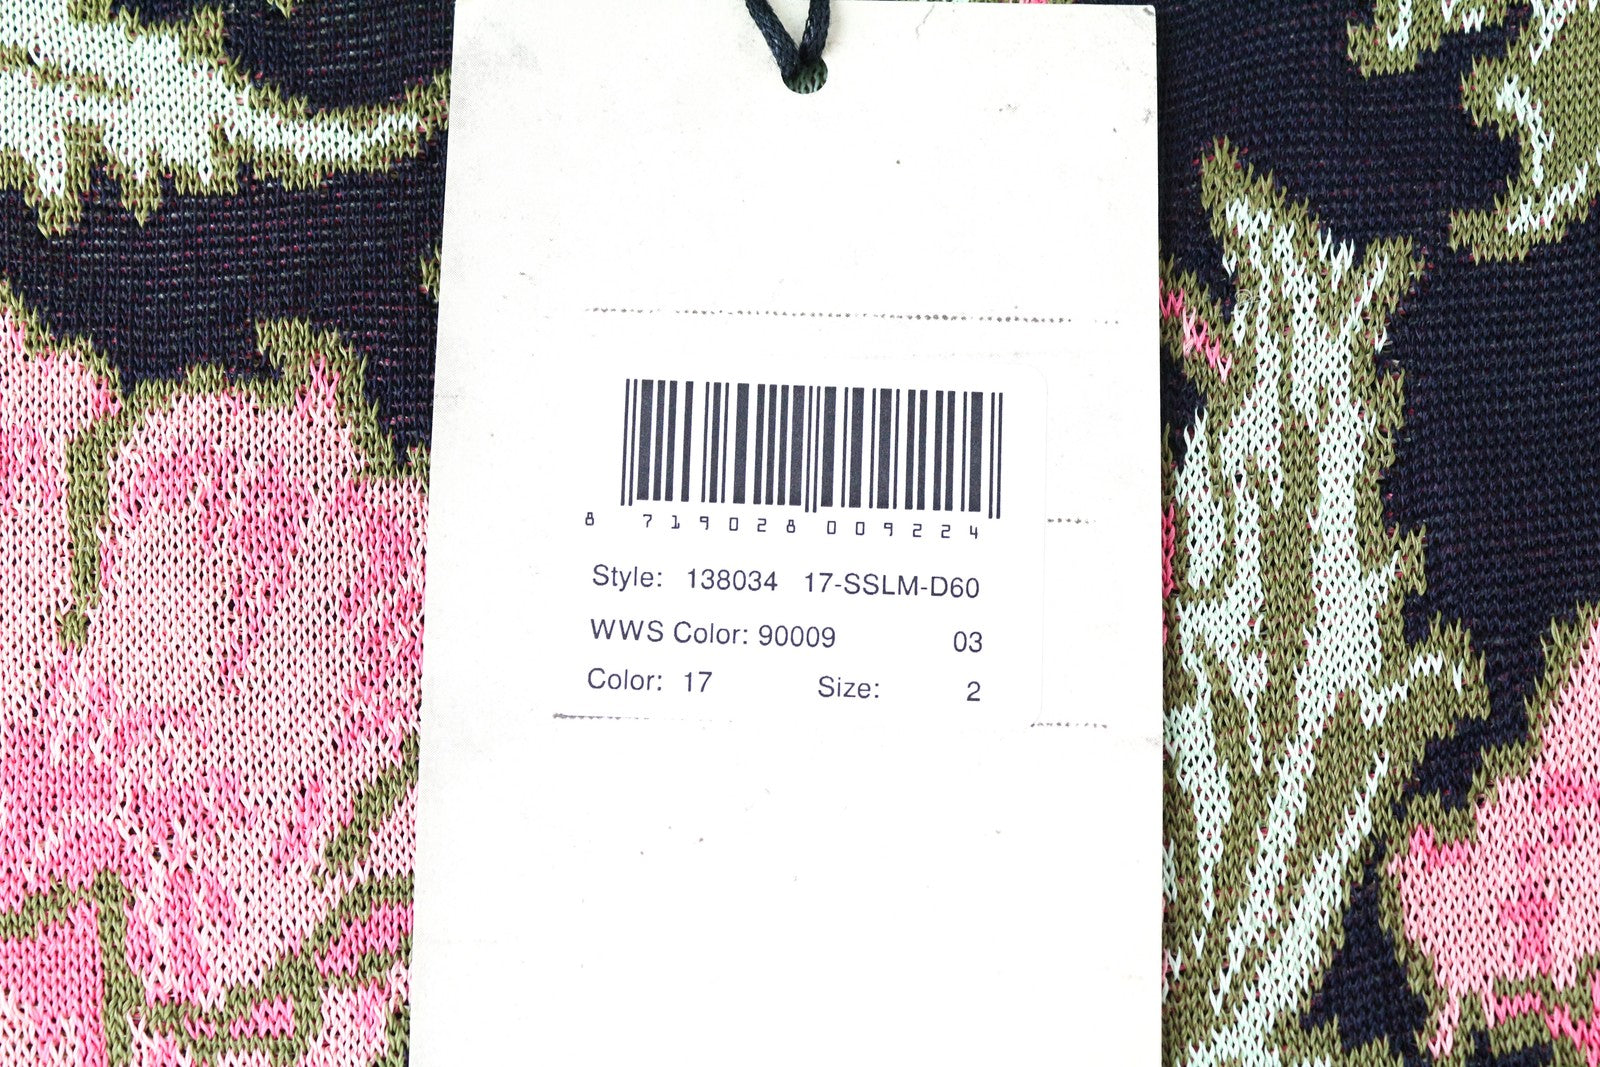 8 719028 009224
Style: 138034 17-SSLM-D60
WWS Color: 90009 03
Color: 17 Size: 2